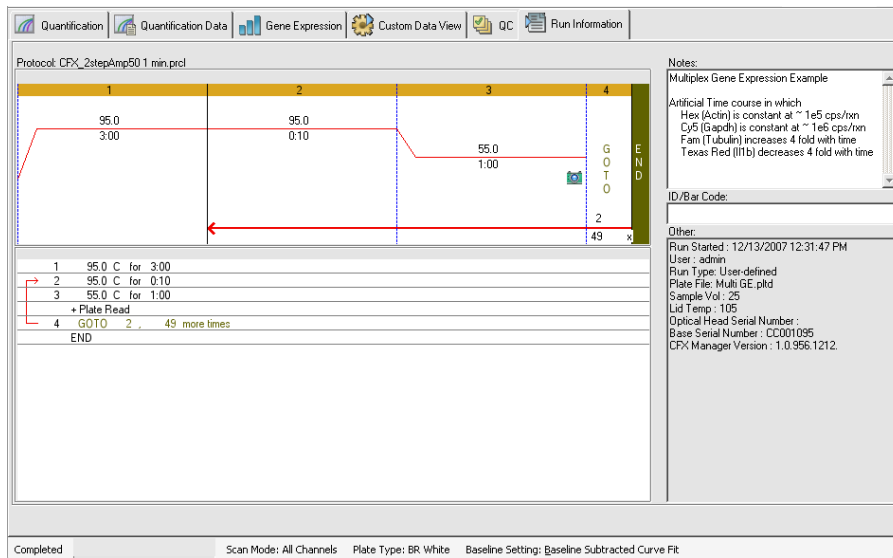 Quantification Quantification Data Gene Expression Custom Data View QC Run Information
Protocol: CFX_2stepAmp50 1 min.prcl
1 2 3 4
95.0 95.0
3:00 0:10
55.0
1:00
GOTO
END
2
49 x
1 95.0 C for 3:00
2 95.0 C for 0:10
3 55.0 C for 1:00
+ Plate Read
4 GOTO 2 , 49 more times
END
Notes:
Multiplex Gene Expression Example
Artificial Time course in which
Hex (Actin) is constant at ~ 1e5 cps/rxn
Cy5 (Gapdh) is constant at ~ 1e6 cps/rxn
Fam (Tubulin) increases 4 fold with time
Texas Red (Il1b) decreases 4 fold with time
ID/Bar Code:
Other:
Run Started : 12/13/2007 12:31:47 PM
User : admin
Run Type: User-defined
Plate File: Multi GE.pltd
Sample Vol : 25
Lid Temp : 105
Optical Head Serial Number :
Base Serial Number : CC001095
CFX Manager Version : 1.0.956.1212.
Completed Scan Mode: All Channels Plate Type: BR White Baseline Setting: Baseline Subtracted Curve Fit